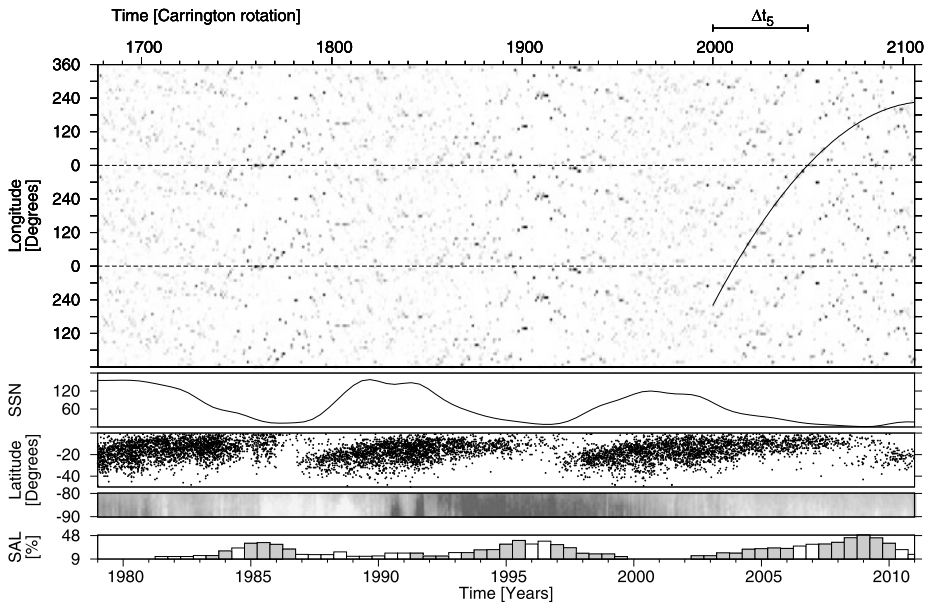 Time [Carrington rotation]
Δt5
1700 1800 1900 2000 2100
Longitude
[Degrees]
360
240
120
0
240
120
0
240
120
SSN
120
60
Latitude
[Degrees]
-20
-40
-80
-90
SAL
[%]
48
9
1980 1985 1990 1995 2000 2005 2010
Time [Years]